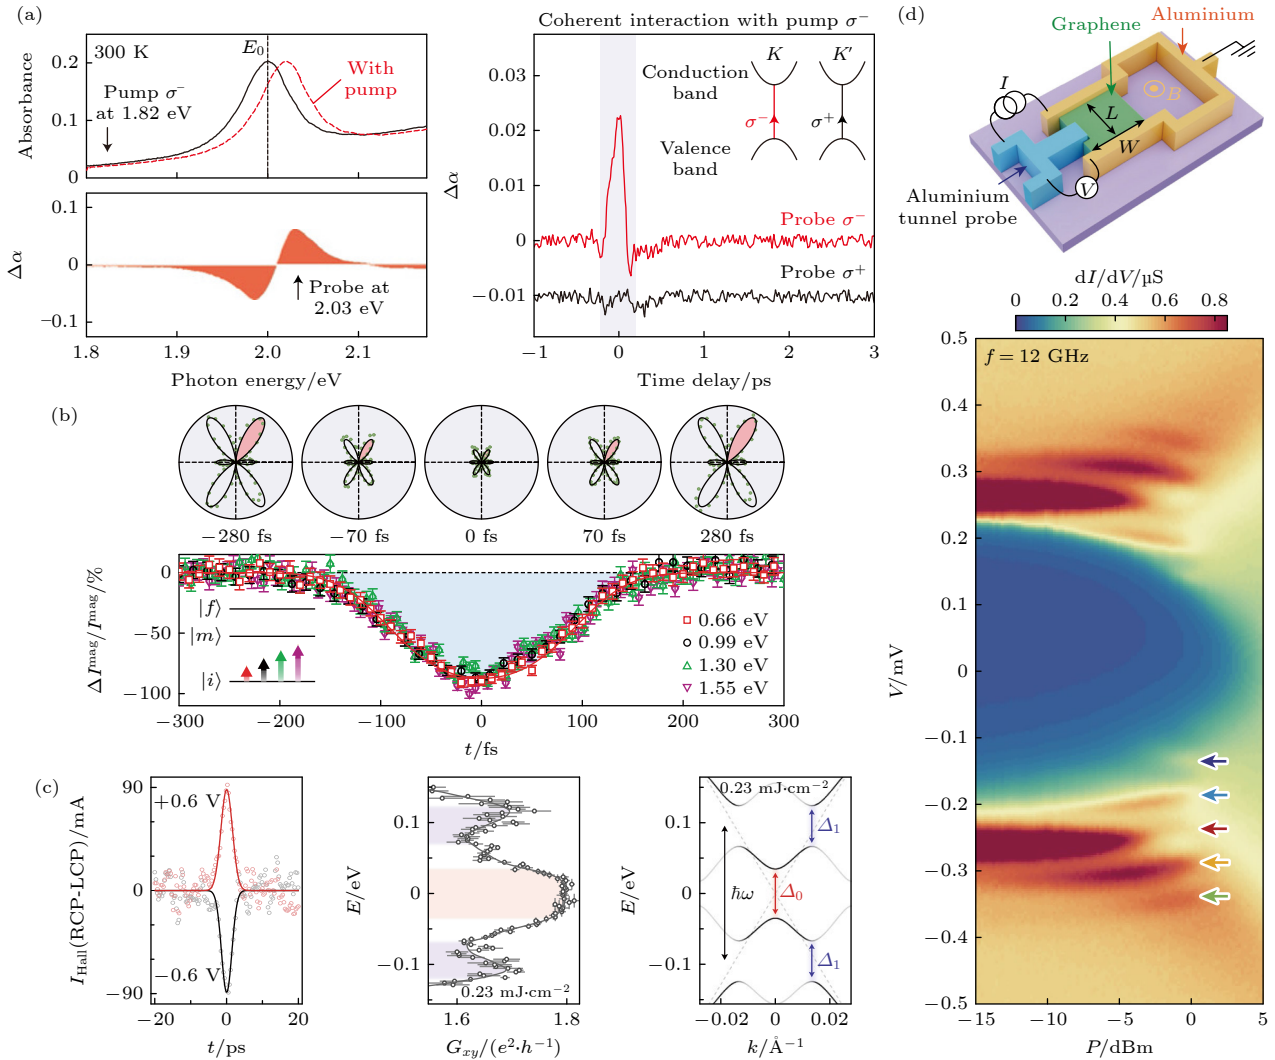 (a)
300 K
E₀
With
pump
Pump σ⁻
at 1.82 eV
Absorbance
0.2
0.1
0
Δα
0.1
0
−0.1
Probe at
2.03 eV
1.8
1.9
2.0
2.1
Photon energy/eV
Coherent interaction with pump σ⁻
K
K′
Conduction
band
σ⁻
σ⁺
Valence
band
Δα
0.03
0.02
0.01
0
−0.01
Probe σ⁻
Probe σ⁺
−1
0
1
2
3
Time delay/ps
(b)
−280 fs
−70 fs
0 fs
70 fs
280 fs
ΔI^mag/I^mag/%
0
−50
−100
|f⟩
|m⟩
|i⟩
0.66 eV
0.99 eV
1.30 eV
1.55 eV
−300
−200
−100
0
100
200
300
t/fs
(c)
I_Hall(RCP-LCP)/mA
90
0
−90
+0.6 V
−0.6 V
−20
0
20
t/ps
E/eV
0.1
0
−0.1
0.23 mJ·cm⁻²
1.6
1.8
G_xy/(e²·h⁻¹)
E/eV
0.1
0
−0.1
0.23 mJ·cm⁻²
ħω
Δ₀
Δ₁
Δ₁
−0.02
0
0.02
k/Å⁻¹
(d)
Aluminium
Graphene
I
B
L
W
V
Aluminium
tunnel probe
dI/dV/μS
0
0.2
0.4
0.6
0.8
f = 12 GHz
V/mV
0.5
0.4
0.3
0.2
0.1
0
−0.1
−0.2
−0.3
−0.4
−0.5
−15
−10
−5
0
5
P/dBm